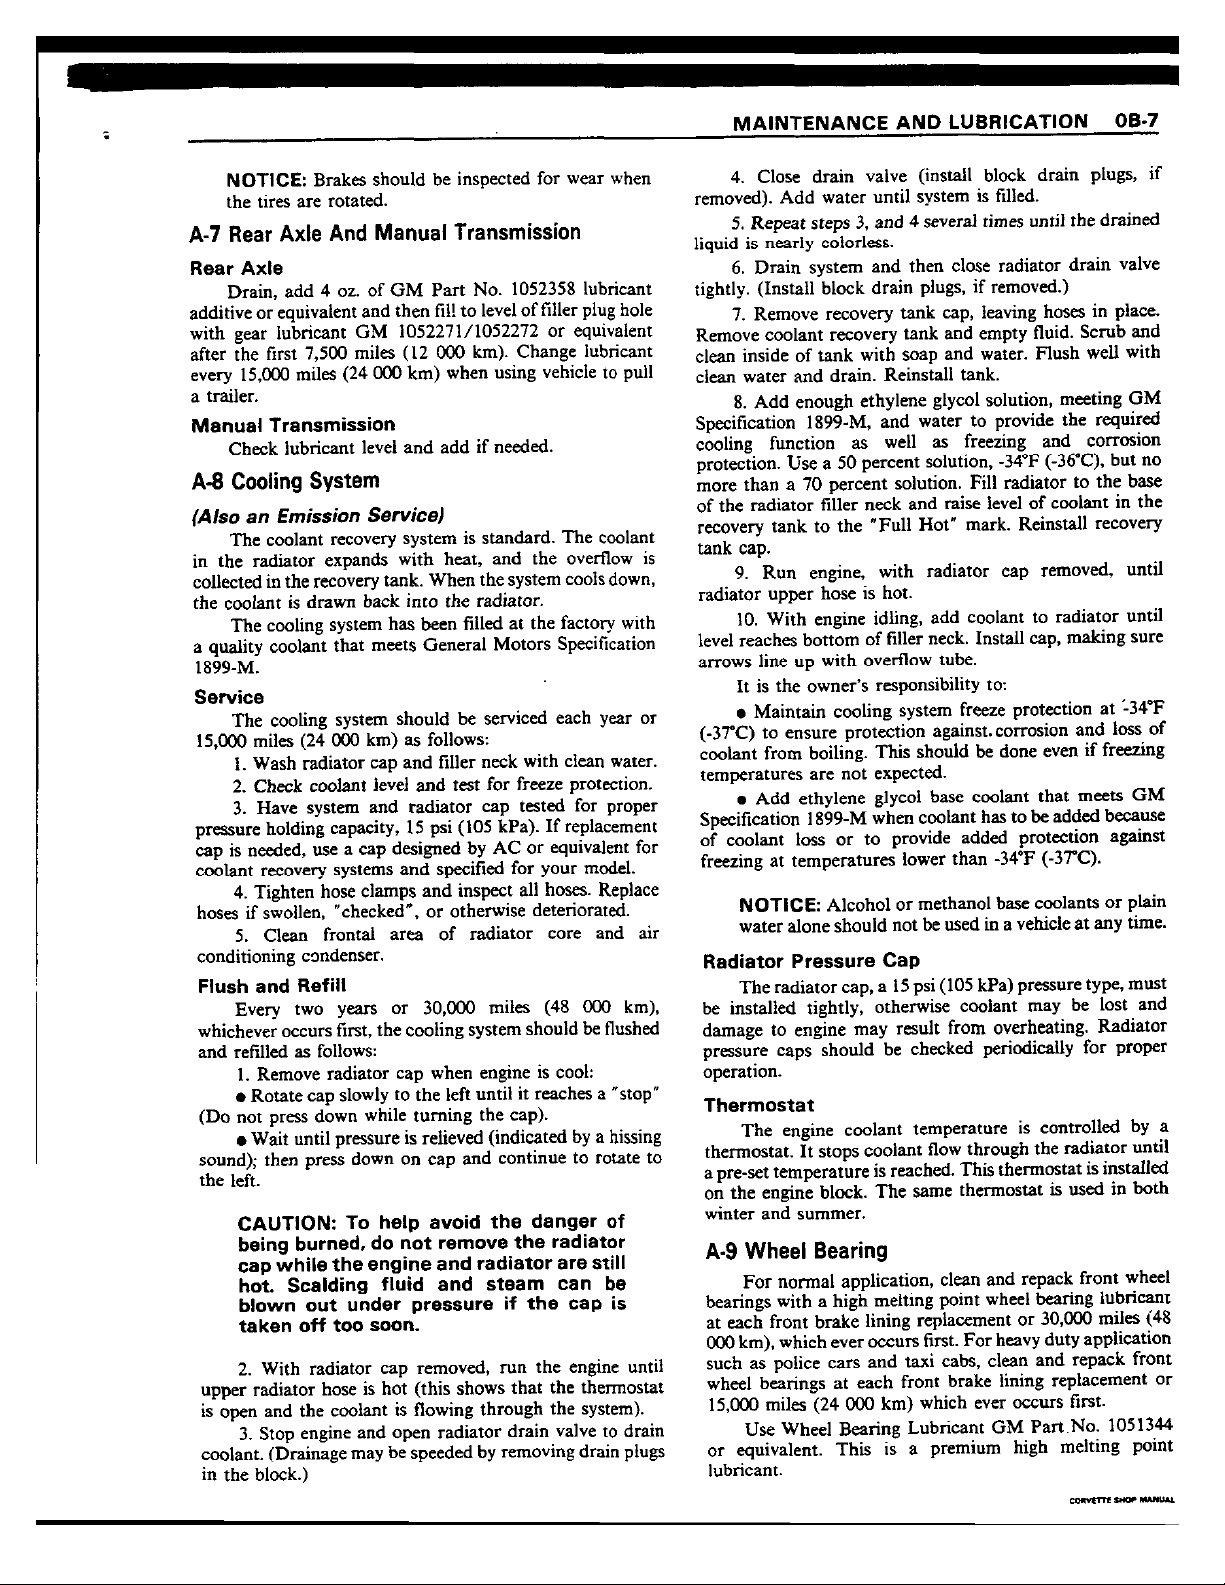 MAINTENANCE AND LUBRICATION 0B-7
NOTICE: Brakes should be inspected for wear when
the tires are rotated.
A-7 Rear Axle And Manual Transmission
Rear Axle
Drain, add 4 oz. of GM Part No. 1052358 lubricant
additive or equivalent and then fill to level of filler plug hole
with gear lubricant GM 1052271/1052272 or equivalent
after the first 7,500 miles (12 000 km). Change lubricant
every 15,000 miles (24 000 km) when using vehicle to pull
a trailer.
Manual Transmission
Check lubricant level and add if needed.
A-8 Cooling System
(Also an Emission Service)
The coolant recovery system is standard. The coolant
in the radiator expands with heat, and the overflow is
collected in the recovery tank. When the system cools down,
the coolant is drawn back into the radiator.
The cooling system has been filled at the factory with
a quality coolant that meets General Motors Specification
1899-M.
Service
The cooling system should be serviced each year or
15,000 miles (24 000 km) as follows:
1. Wash radiator cap and filler neck with clean water.
2. Check coolant level and test for freeze protection.
3. Have system and radiator cap tested for proper
pressure holding capacity, 15 psi (105 kPa). If replacement
cap is needed, use a cap designed by AC or equivalent for
coolant recovery systems and specified for your model.
4. Tighten hose clamps and inspect all hoses. Replace
hoses if swollen, "checked", or otherwise deteriorated.
5. Clean frontal area of radiator core and air
conditioning condenser.
Flush and Refill
Every two years or 30,000 miles (48 000 km),
whichever occurs first, the cooling system should be flushed
and refilled as follows:
1. Remove radiator cap when engine is cool:
● Rotate cap slowly to the left until it reaches a "stop"
(Do not press down while turning the cap).
● Wait until pressure is relieved (indicated by a hissing
sound); then press down on cap and continue to rotate to
the left.
CAUTION: To help avoid the danger of
being burned, do not remove the radiator
cap while the engine and radiator are still
hot. Scalding fluid and steam can be
blown out under pressure if the cap is
taken off too soon.
2. With radiator cap removed, run the engine until
upper radiator hose is hot (this shows that the thermostat
is open and the coolant is flowing through the system).
3. Stop engine and open radiator drain valve to drain
coolant. (Drainage may be speeded by removing drain plugs
in the block.)
4. Close drain valve (install block drain plugs, if
removed). Add water until system is filled.
5. Repeat steps 3, and 4 several times until the drained
liquid is nearly colorless.
6. Drain system and then close radiator drain valve
tightly. (Install block drain plugs, if removed.)
7. Remove recovery tank cap, leaving hoses in place.
Remove coolant recovery tank and empty fluid. Scrub and
clean inside of tank with soap and water. Flush well with
clean water and drain. Reinstall tank.
8. Add enough ethylene glycol solution, meeting GM
Specification 1899-M, and water to provide the required
cooling function as well as freezing and corrosion
protection. Use a 50 percent solution, -34°F (-36°C), but no
more than a 70 percent solution. Fill radiator to the base
of the radiator filler neck and raise level of coolant in the
recovery tank to the "Full Hot" mark. Reinstall recovery
tank cap.
9. Run engine, with radiator cap removed, until
radiator upper hose is hot.
10. With engine idling, add coolant to radiator until
level reaches bottom of filler neck. Install cap, making sure
arrows line up with overflow tube.
It is the owner's responsibility to:
● Maintain cooling system freeze protection at -34°F
(-37°C) to ensure protection against corrosion and loss of
coolant from boiling. This should be done even if freezing
temperatures are not expected.
● Add ethylene glycol base coolant that meets GM
Specification 1899-M when coolant has to be added because
of coolant loss or to provide added protection against
freezing at temperatures lower than -34°F (-37°C).
NOTICE: Alcohol or methanol base coolants or plain
water alone should not be used in a vehicle at any time.
Radiator Pressure Cap
The radiator cap, a 15 psi (105 kPa) pressure type, must
be installed tightly, otherwise coolant may be lost and
damage to engine may result from overheating. Radiator
pressure caps should be checked periodically for proper
operation.
Thermostat
The engine coolant temperature is controlled by a
thermostat. It stops coolant flow through the radiator until
a pre-set temperature is reached. This thermostat is installed
on the engine block. The same thermostat is used in both
winter and summer.
A-9 Wheel Bearing
For normal application, clean and repack front wheel
bearings with a high melting point wheel bearing lubricant
at each front brake lining replacement or 30,000 miles (48
000 km), which ever occurs first. For heavy duty application
such as police cars and taxi cabs, clean and repack front
wheel bearings at each front brake lining replacement or
15,000 miles (24 000 km) which ever occurs first.
Use Wheel Bearing Lubricant GM Part No. 1051344
or equivalent. This is a premium high melting point
lubricant.
CORVETTE SHOP MANUAL